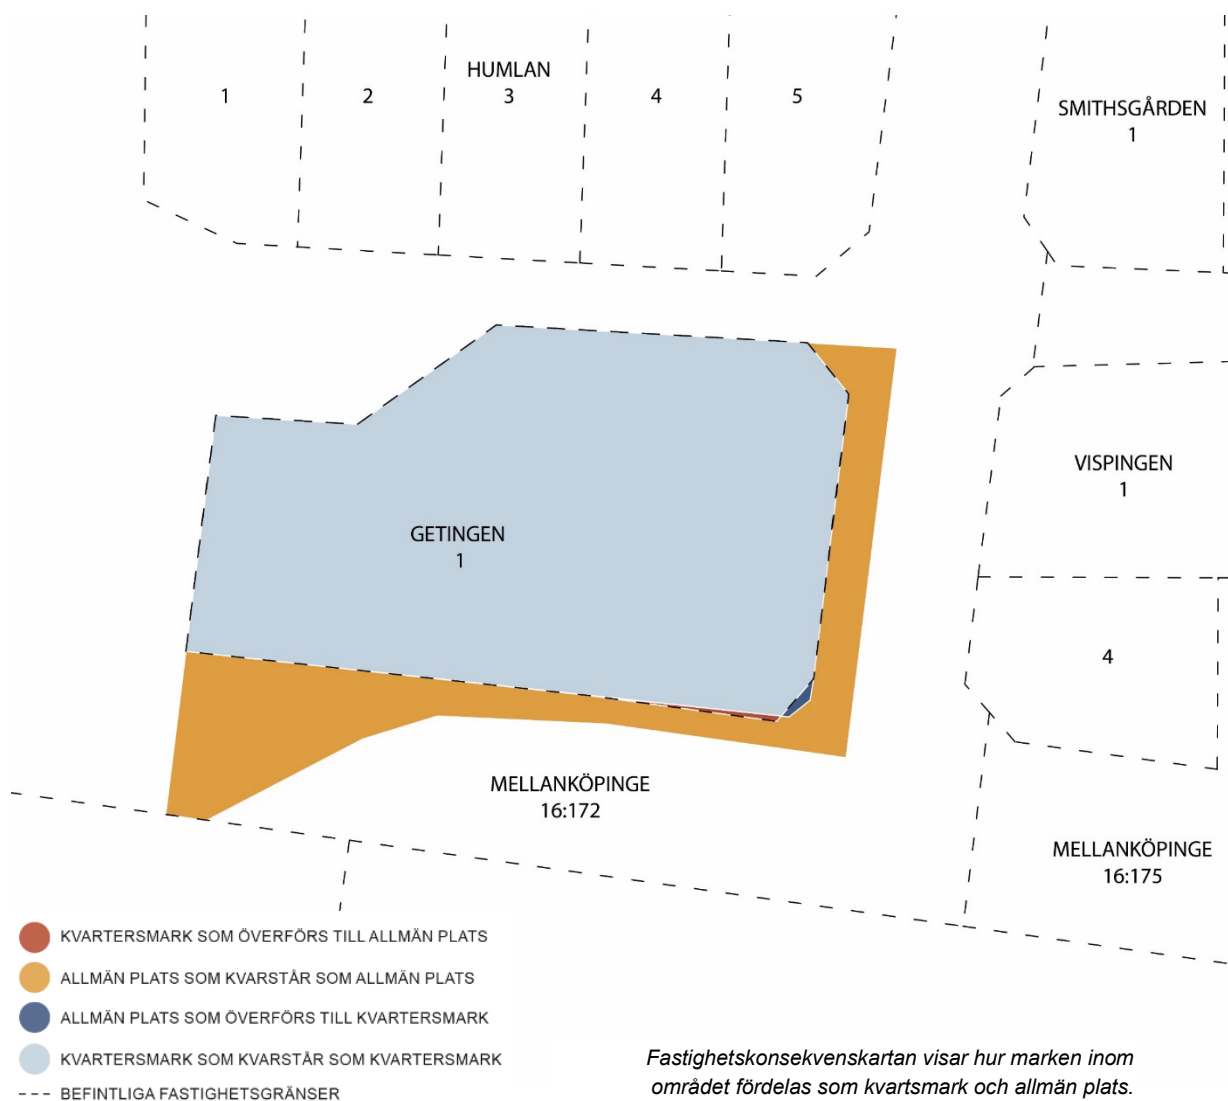 HUMLAN
1
2
3
4
5
SMITHSGÅRDEN
1
VISPINGEN
1
GETINGEN
1
4
MELLANKÖPINGE
16:172
MELLANKÖPINGE
16:175
KVARTERSMARK SOM ÖVERFÖRS TILL ALLMÄN PLATS
ALLMÄN PLATS SOM KVARSTÅR SOM ALLMÄN PLATS
ALLMÄN PLATS SOM ÖVERFÖRS TILL KVARTERSMARK
KVARTERSMARK SOM KVARSTÅR SOM KVARTERSMARK
BEFINTLIGA FASTIGHETSGRÄNSER
Fastighetskonsekvenskartan visar hur marken inom
området fördelas som kvartsmark och allmän plats.